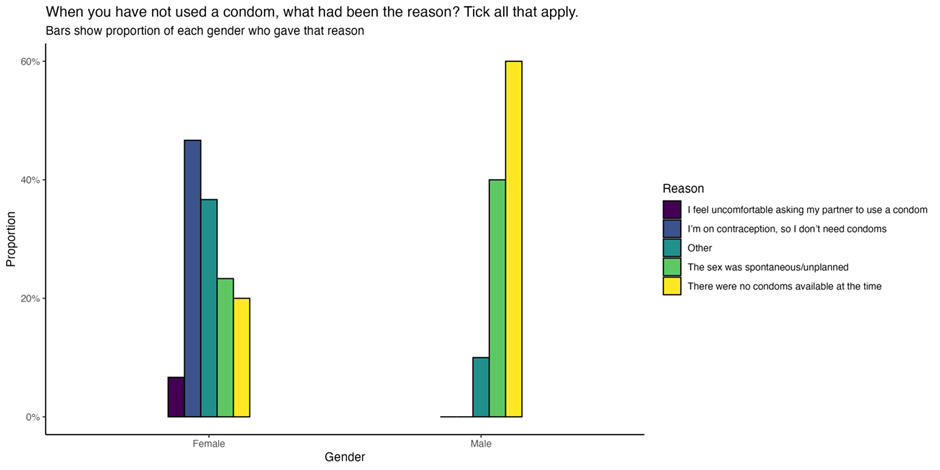 When you have not used a condom, what had been the reason? Tick all that apply.
Bars show proportion of each gender who gave that reason
60%
40%
20%
0%
Proportion
Female
Male
Gender
Reason
I feel uncomfortable asking my partner to use a condom
I'm on contraception, so I don't need condoms
Other
The sex was spontaneous/unplanned
There were no condoms available at the time